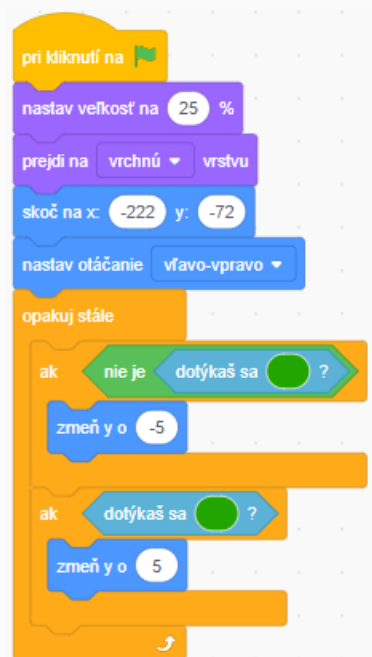 pri kliknutí na
nastav veľkosť na 25 %
prejdi na vrchnú vrstvu
skoč na x: -222 y: -72
nastav otáčanie vľavo-vpravo
opakuj stále
ak nie je dotýkaš sa ?
zmeň y o -5
ak dotýkaš sa ?
zmeň y o 5